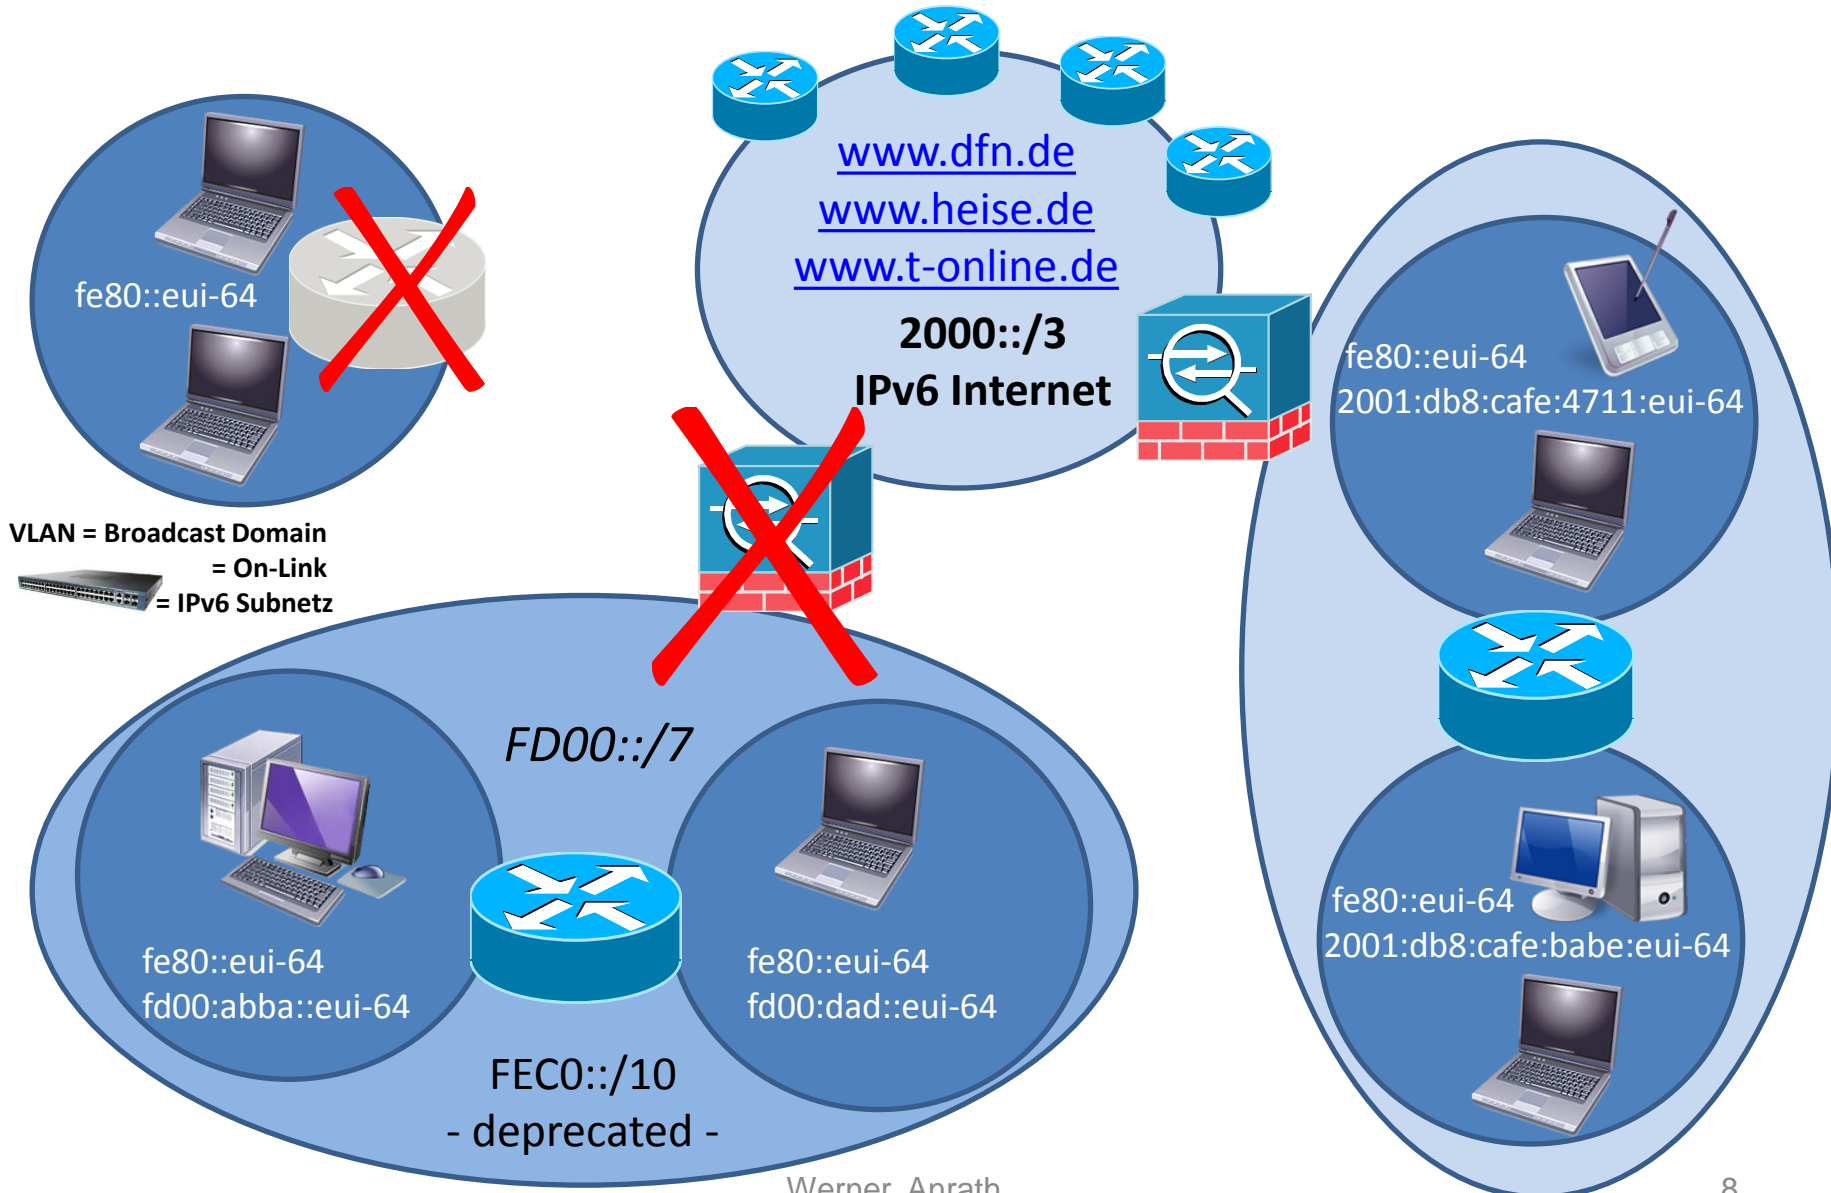 www.dfn.de
www.heise.de
www.t-online.de
2000::/3
IPv6 Internet
fe80::eui-64
VLAN = Broadcast Domain
= On-Link
= IPv6 Subnetz
fe80::eui-64
2001:db8:cafe:4711:eui-64
FD00::/7
fe80::eui-64
fd00:abba::eui-64
fe80::eui-64
fd00:dad::eui-64
FEC0::/10
- deprecated -
fe80::eui-64
2001:db8:cafe:babe:eui-64
Werner Anrath
8